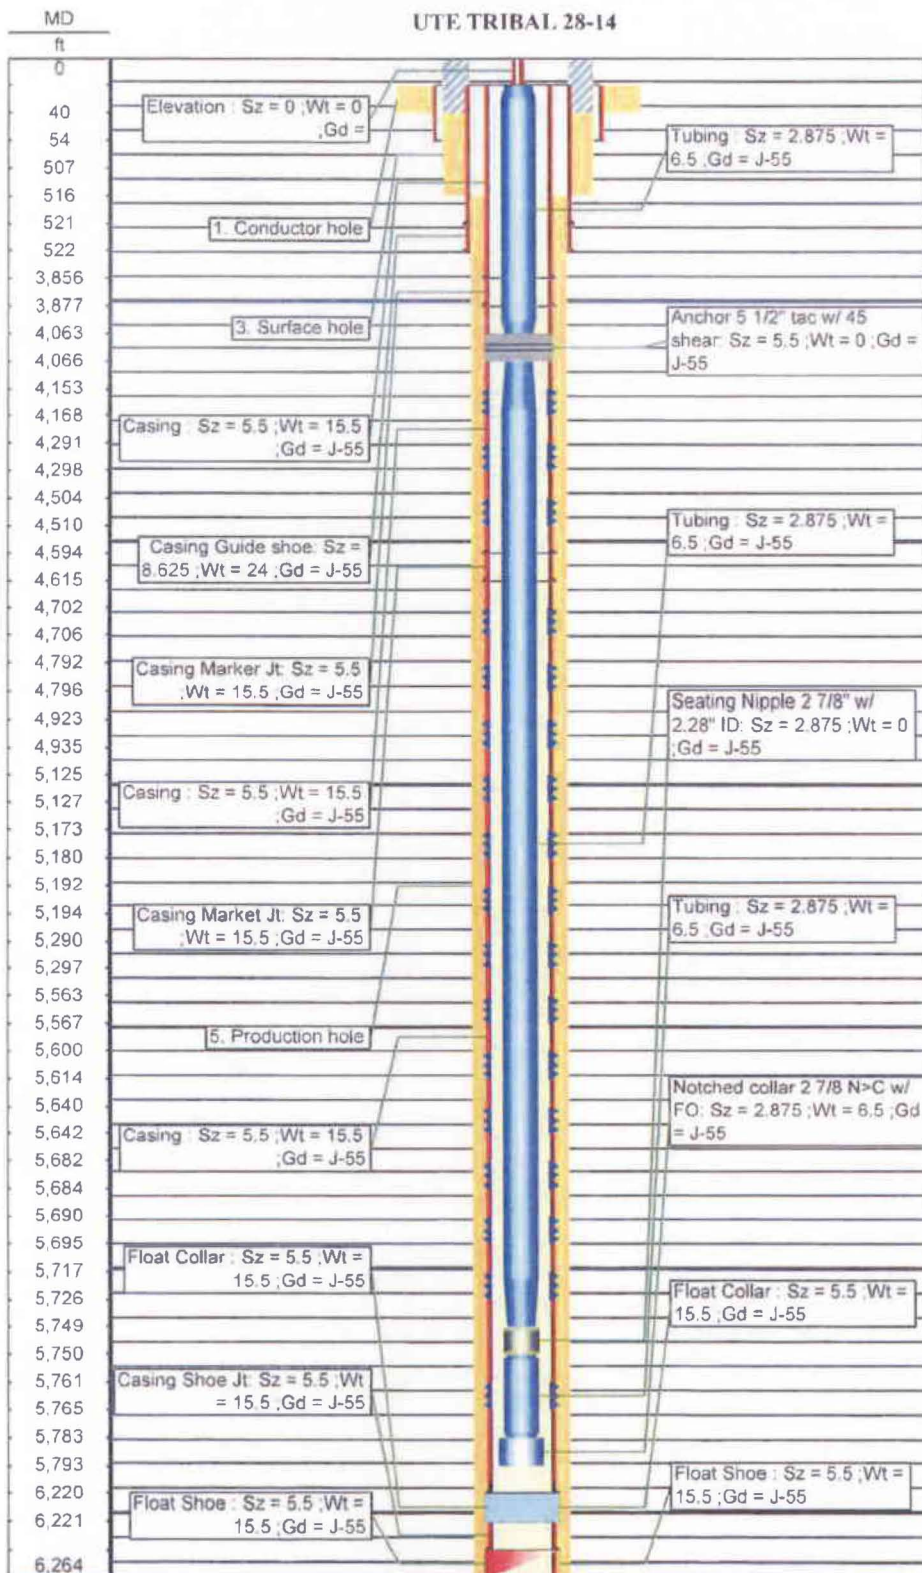 UTE TRIBAL 28-14
MD
ft
0
40
54
507
516
521
522
3,856
3,877
4,063
4,066
4,153
4,168
4,291
4,298
4,504
4,510
4,594
4,615
4,702
4,706
4,792
4,796
4,923
4,935
5,125
5,127
5,173
5,180
5,192
5,194
5,290
5,297
5,563
5,567
5,600
5,614
5,640
5,642
5,682
5,684
5,690
5,695
5,717
5,726
5,749
5,750
5,761
5,765
5,783
5,793
6,220
6,221
6,264
Elevation : Sz = 0 ;Wt = 0
;Gd =
1. Conductor hole
3. Surface hole
Casing : Sz = 5.5 ;Wt = 15.5
;Gd = J-55
Casing Guide shoe: Sz =
8.625 ;Wt = 24 ;Gd = J-55
Casing Marker Jt: Sz = 5.5
;Wt = 15.5 ;Gd = J-55
Casing : Sz = 5.5 ;Wt = 15.5
;Gd = J-55
Casing Market Jt: Sz = 5.5
;Wt = 15.5 ;Gd = J-55
5. Production hole
Casing : Sz = 5.5 ;Wt = 15.5
;Gd = J-55
Float Collar : Sz = 5.5 ;Wt =
15.5 ;Gd = J-55
Casing Shoe Jt: Sz = 5.5 ;Wt
= 15.5 ;Gd = J-55
Float Shoe : Sz = 5.5 ;Wt =
15.5 ;Gd = J-55
Tubing : Sz = 2.875 ;Wt =
6.5 ;Gd = J-55
Anchor 5 1/2" tac w/ 45
shear: Sz = 5.5 ;Wt = 0 ;Gd =
J-55
Tubing : Sz = 2.875 ;Wt =
6.5 ;Gd = J-55
Seating Nipple 2 7/8" w/
2.28" ID: Sz = 2.875 ;Wt = 0
;Gd = J-55
Tubing : Sz = 2.875 ;Wt =
6.5 ;Gd = J-55
Notched collar 2 7/8 N>C w/
FO: Sz = 2.875 ;Wt = 6.5 ;Gd
= J-55
Float Collar : Sz = 5.5 ;Wt =
15.5 ;Gd = J-55
Float Shoe : Sz = 5.5 ;Wt =
15.5 ;Gd = J-55